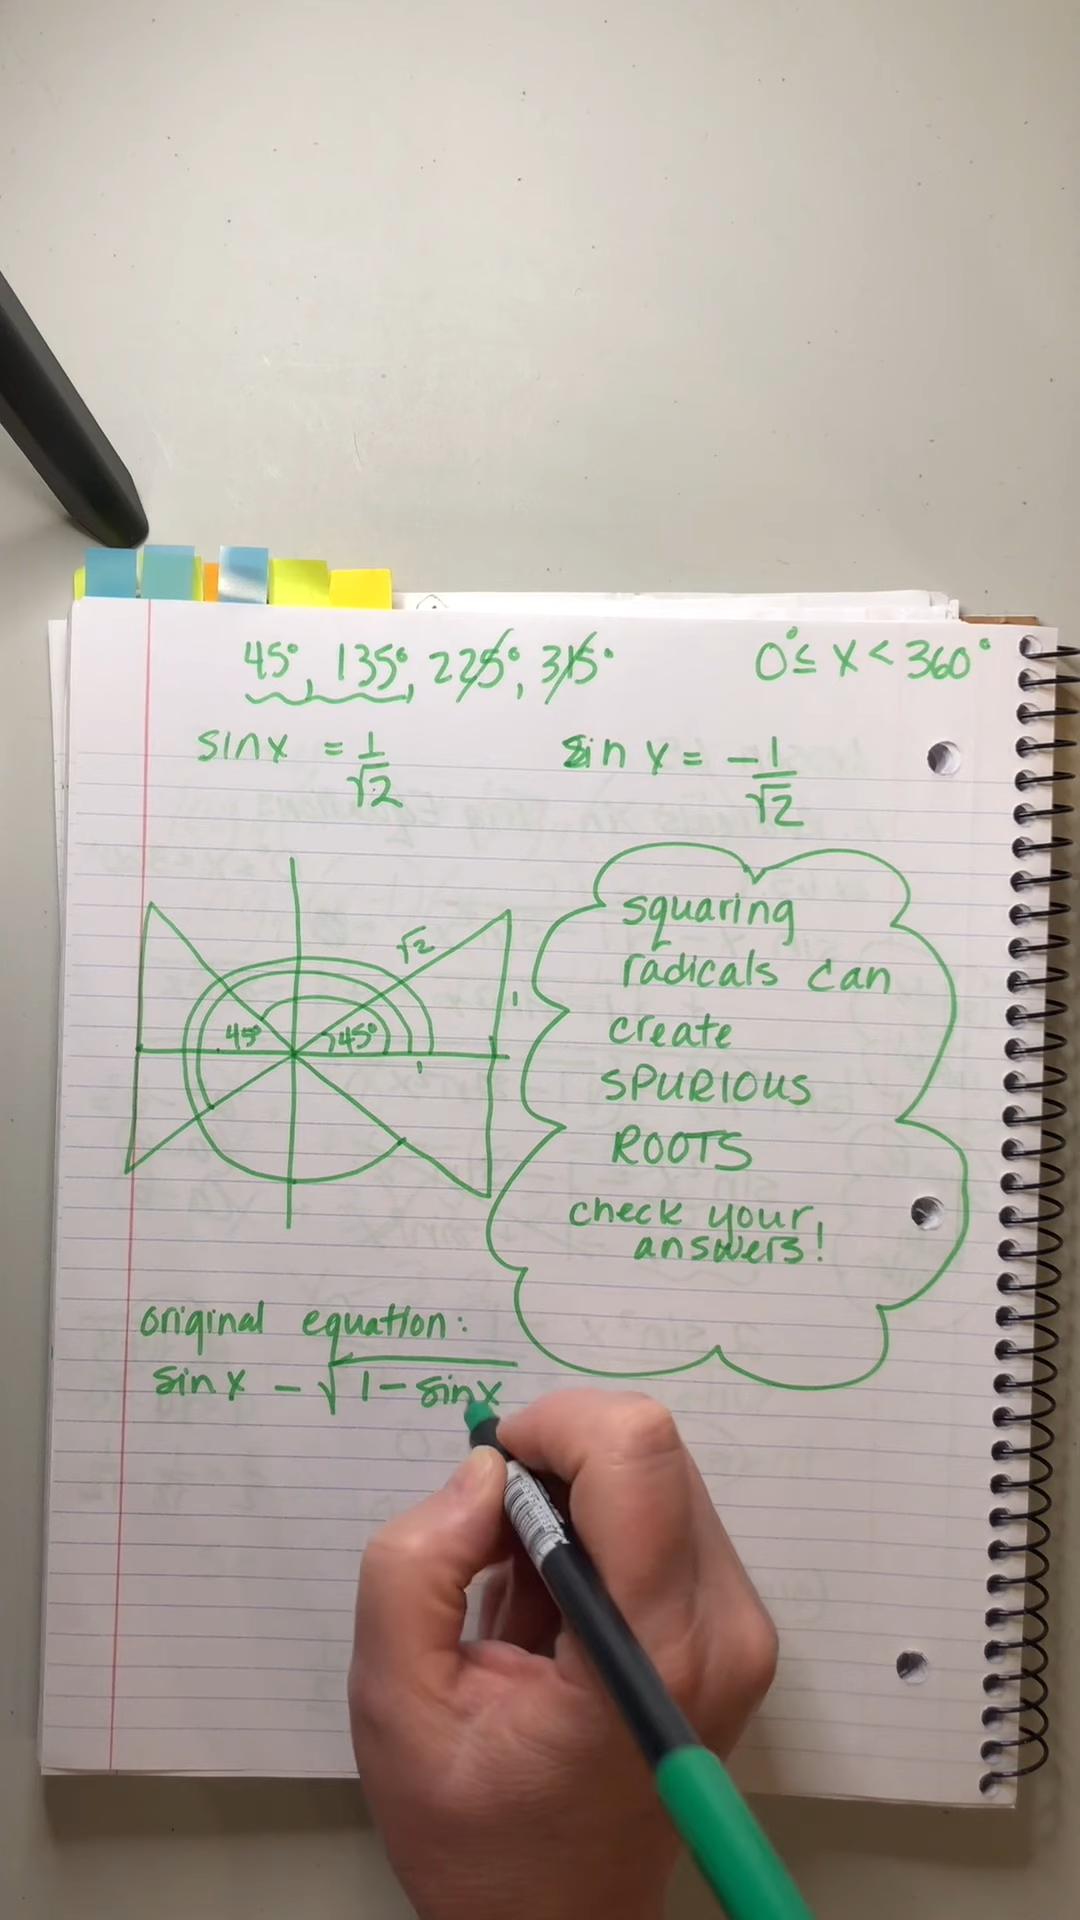 45°, 135°, 225°, 315°
0° ≤ x < 360°
sin x = 1/√2
sin x = -1/√2
√2
1
45°
45°
1
squaring
radicals can
create
SPURIOUS
ROOTS
check your
answers!
original equation:
sin x - √1 - sin x